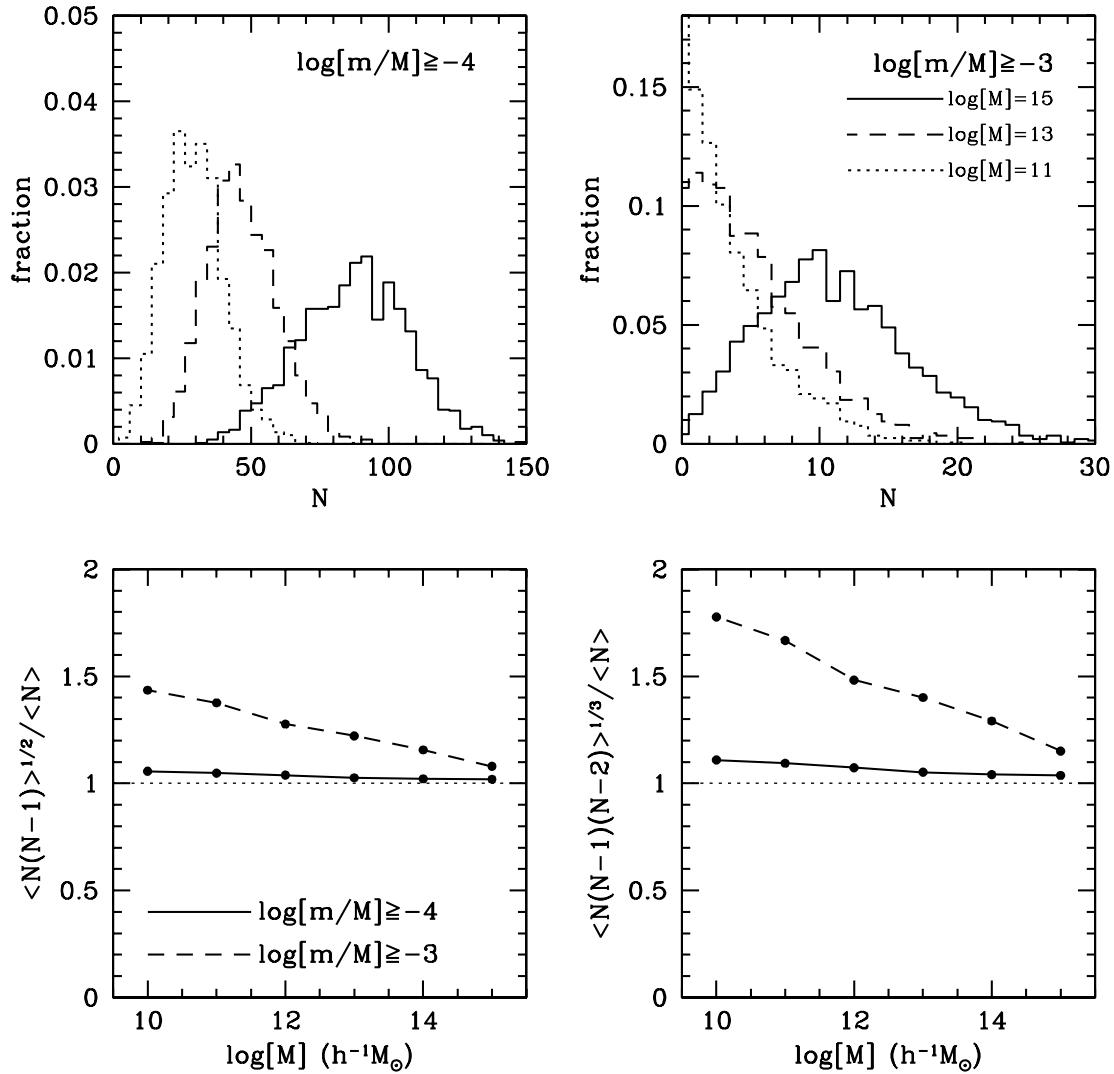 log[m/M]≧−4
fraction
0.05
0.04
0.03
0.02
0.01
0
0 50 100 150
N
log[m/M]≧−3
log[M]=15
log[M]=13
log[M]=11
fraction
0.15
0.1
0.05
0
0 10 20 30
N
<N(N−1)>1/2/<N>
2
1.5
1
0.5
0
log[m/M]≧−4
log[m/M]≧−3
10 12 14
log[M] (h⁻¹M⊙)
<N(N−1)(N−2)>1/3/<N>
2
1.5
1
0.5
0
10 12 14
log[M] (h⁻¹M⊙)